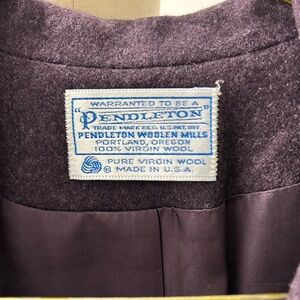 WARRANTED TO BE A
"PENDLETON"
TRADE MARK REG. U.S. PAT. OFF.
PENDLETON WOOLEN MILLS
PORTLAND, OREGON
100% VIRGIN WOOL
PURE VIRGIN WOOL
® MADE IN U.S.A.